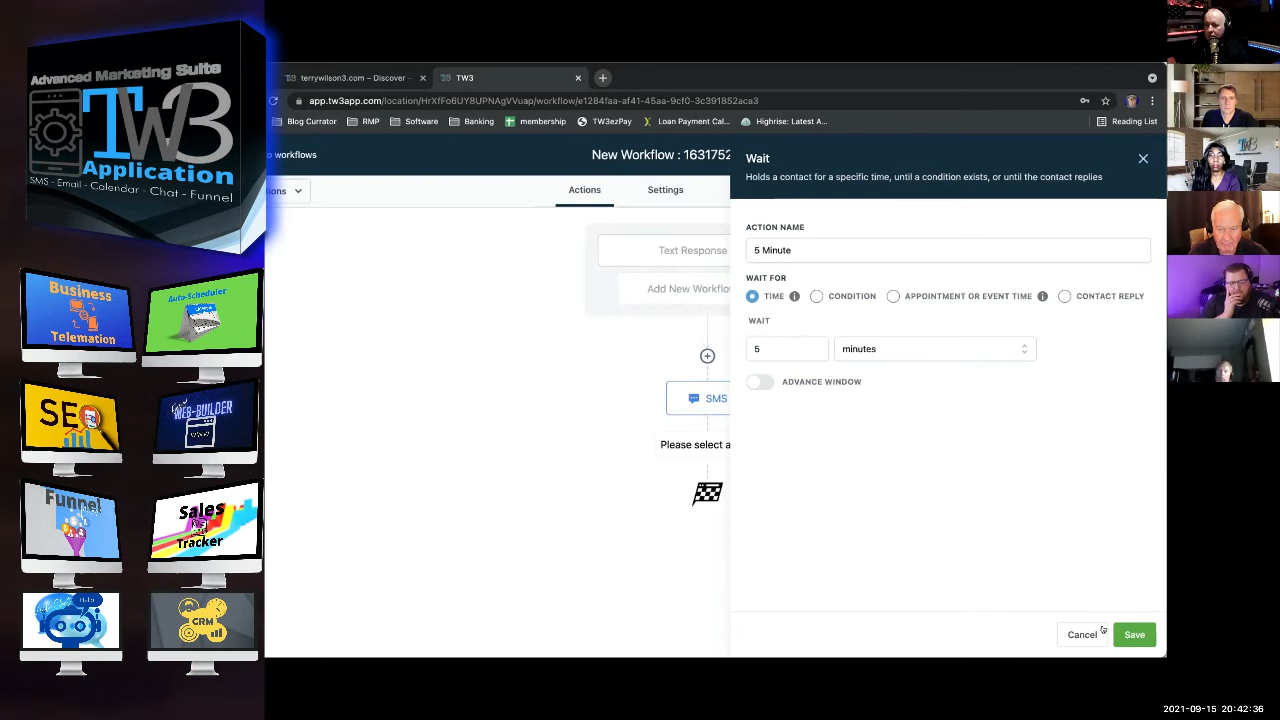 Advanced Marketing Suite
TW3
Application
SMS - Email - Calendar - Chat - Funnel
Business
Telemation
Auto-Scheduler
SEO
WEB-BUILDER
WWW
Funnel
Sales
Tracker
Help
CRM
terrywilson3.com – Discover –
TW3
app.tw3app.com/location/HrXfFo6UY8UPNAgVVuap/workflow/e1284faa-af41-45aa-9cf0-3c391852aca3
Blog Curator
RMP
Software
Banking
membership
TW3ezPay
Loan Payment Cal...
Highrise: Latest A...
Reading List
o workflows
New Workflow : 1631752
ions
Actions
Settings
Text Response
Add New Workflo
SMS
Please select a
Wait
Holds a contact for a specific time, until a condition exists, or until the contact replies
ACTION NAME
5 Minute
WAIT FOR
TIME
CONDITION
APPOINTMENT OR EVENT TIME
CONTACT REPLY
WAIT
5
minutes
ADVANCE WINDOW
Cancel
Save
2021-09-15 20:42:36